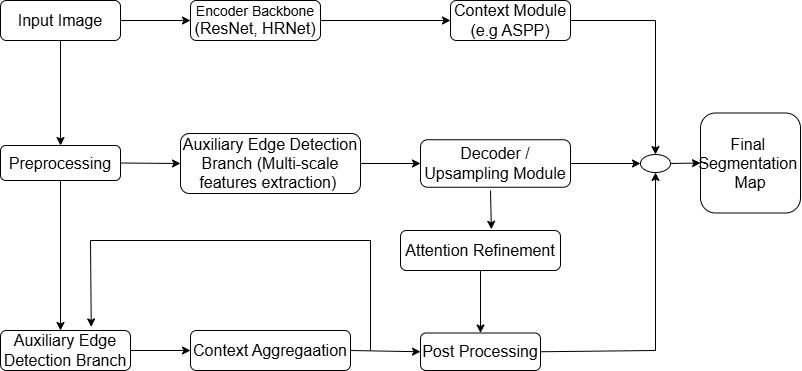 Input Image
Encoder Backbone
(ResNet, HRNet)
Context Module
(e.g ASPP)
Preprocessing
Auxiliary Edge Detection
Branch (Multi-scale
features extraction)
Decoder /
Upsampling Module
Final
Segmentation
Map
Attention Refinement
Auxiliary Edge
Detection Branch
Context Aggregaation
Post Processing